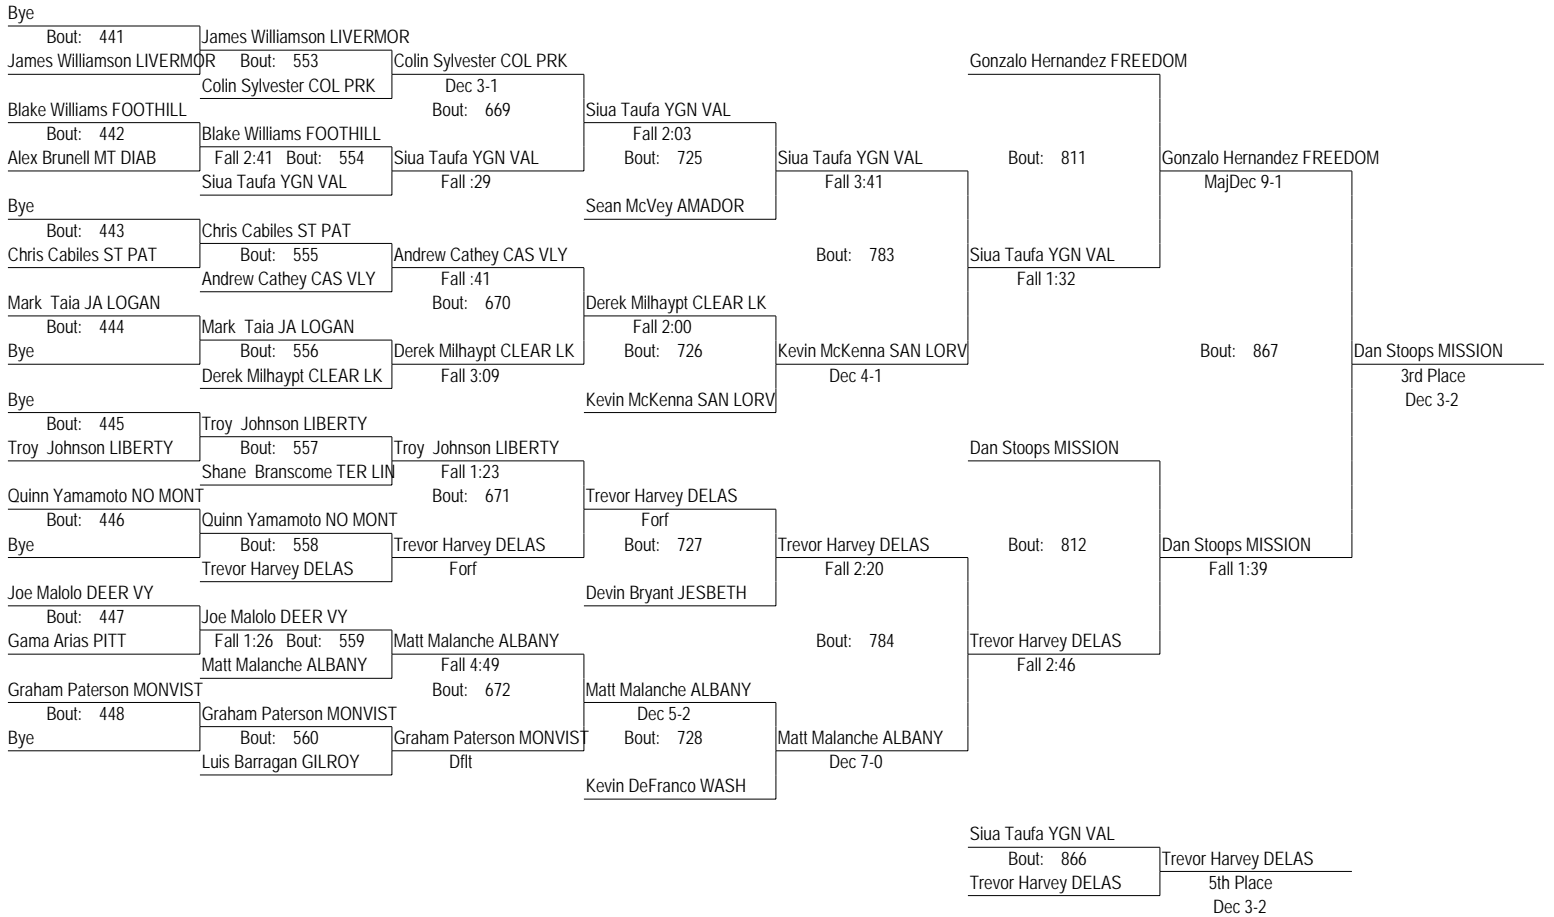 Bye
Bout: 441 James Williamson LIVERMOR
James Williamson LIVERMOR Bout: 553 Colin Sylvester COL PRK Gonzalo Hernandez FREEDOM
Colin Sylvester COL PRK Dec 3-1
Blake Williams FOOTHILL Bout: 669 Siua Taufa YGN VAL
Bout: 442 Blake Williams FOOTHILL Fall 2:03
Alex Brunell MT DIAB Fall 2:41 Bout: 554 Siua Taufa YGN VAL Bout: 725 Siua Taufa YGN VAL Bout: 811 Gonzalo Hernandez FREEDOM
Siua Taufa YGN VAL Fall :29 Fall 3:41 MajDec 9-1
Bye Sean McVey AMADOR
Bout: 443 Chris Cabiles ST PAT
Chris Cabiles ST PAT Bout: 555 Andrew Cathey CAS VLY Bout: 783 Siua Taufa YGN VAL
Andrew Cathey CAS VLY Fall :41 Fall 1:32
Mark Taia JA LOGAN Bout: 670 Derek Milhaypt CLEAR LK
Bout: 444 Mark Taia JA LOGAN Fall 2:00
Bye Bout: 556 Derek Milhaypt CLEAR LK Bout: 726 Kevin McKenna SAN LORV Bout: 867 Dan Stoops MISSION
Derek Milhaypt CLEAR LK Fall 3:09 Dec 4-1 3rd Place
Bye Kevin McKenna SAN LORV Dec 3-2
Bout: 445 Troy Johnson LIBERTY
Troy Johnson LIBERTY Bout: 557 Troy Johnson LIBERTY Dan Stoops MISSION
Shane Branscome TER LIN Fall 1:23
Quinn Yamamoto NO MONT Bout: 671 Trevor Harvey DELAS
Bout: 446 Quinn Yamamoto NO MONT Forf
Bye Bout: 558 Trevor Harvey DELAS Bout: 727 Trevor Harvey DELAS Bout: 812 Dan Stoops MISSION
Trevor Harvey DELAS Forf Fall 2:20 Fall 1:39
Joe Malolo DEER VY Devin Bryant JESBETH
Bout: 447 Joe Malolo DEER VY
Gama Arias PITT Fall 1:26 Bout: 559 Matt Malanche ALBANY Bout: 784 Trevor Harvey DELAS
Matt Malanche ALBANY Fall 4:49 Fall 2:46
Graham Paterson MONVIST Bout: 672 Matt Malanche ALBANY
Bout: 448 Graham Paterson MONVIST Dec 5-2
Bye Bout: 560 Graham Paterson MONVIST Bout: 728 Matt Malanche ALBANY
Luis Barragan GILROY Dflt Dec 7-0
Kevin DeFranco WASH
Siua Taufa YGN VAL
Bout: 866 Trevor Harvey DELAS
Trevor Harvey DELAS 5th Place
Dec 3-2